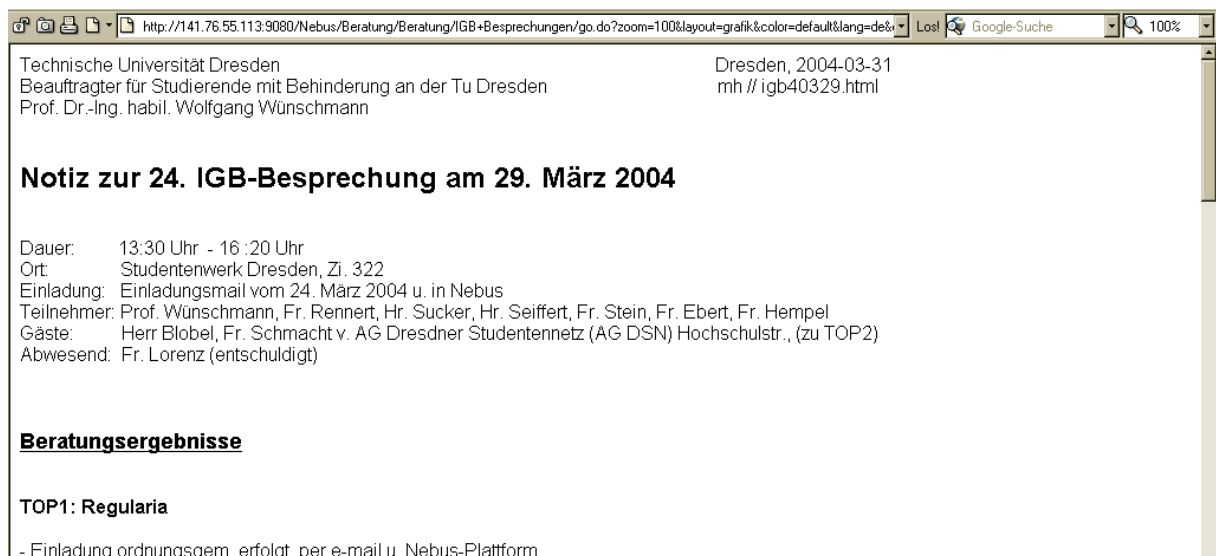 http://141.76.55.113:9080/Nebus/Beratung/Beratung/IGB+Besprechungen/go.do?zoom=100&layout=grafik&color=default&lang=de& Los! Google-Suche 100%
Technische Universität Dresden Dresden, 2004-03-31
Beauftragter für Studierende mit Behinderung an der Tu Dresden mh // igb40329.html
Prof. Dr.-Ing. habil. Wolfgang Wünschmann
Notiz zur 24. IGB-Besprechung am 29. März 2004
Dauer: 13:30 Uhr - 16 :20 Uhr
Ort: Studentenwerk Dresden, Zi. 322
Einladung: Einladungsmail vom 24. März 2004 u. in Nebus
Teilnehmer: Prof. Wünschmann, Fr. Rennert, Hr. Sucker, Hr. Seiffert, Fr. Stein, Fr. Ebert, Fr. Hempel
Gäste: Herr Blobel, Fr. Schmacht v. AG Dresdner Studentennetz (AG DSN) Hochschulstr., (zu TOP2)
Abwesend: Fr. Lorenz (entschuldigt)
Beratungsergebnisse
TOP1: Regularia
- Einladung ordnungsgem. erfolgt, per e-mail u. Nebus-Plattform